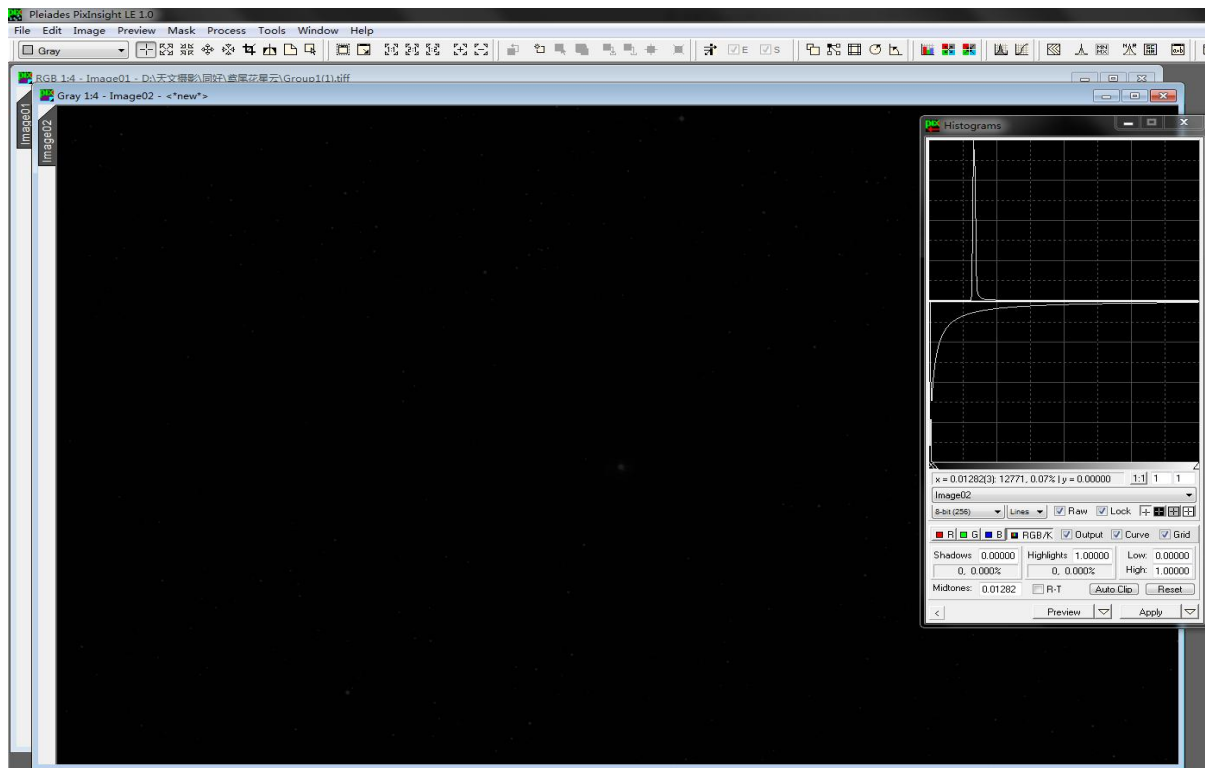 Pleiades PixInsight LE 1.0
File Edit Image Preview Mask Process Tools Window Help
Gray
E S
RGB 1:4 - Image01 - D:\天文摄影\同好\鸢尾花星云\Group1(1).tiff
Gray 1:4 - Image02 - <*new*>
Image01
Image02
Histograms
x = 0.01282(3): 12771, 0.07% | y = 0.00000 1:1 1 1
Image02
8-bit (256) Lines Raw Lock
R G B RGB/K Output Curve Grid
Shadows 0.00000 Highlights 1.00000 Low: 0.00000
0, 0.000% 0, 0.000% High: 1.00000
Midtones: 0.01282 R-T Auto Clip Reset
< Preview Apply